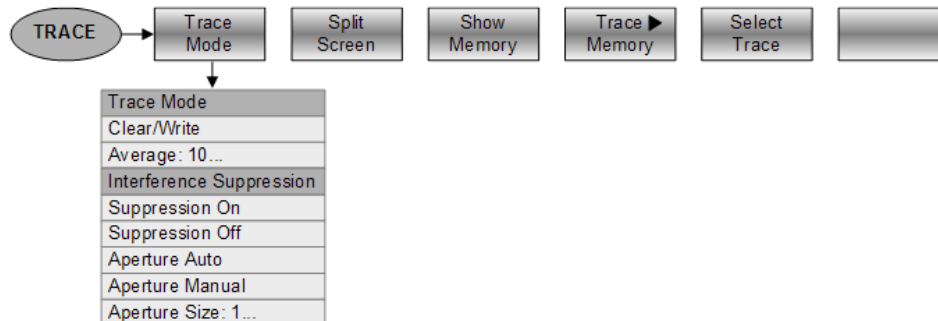 TRACE
Trace
Mode
Split
Screen
Show
Memory
Trace ▶
Memory
Select
Trace
Trace Mode
Clear/Write
Average: 10...
Interference Suppression
Suppression On
Suppression Off
Aperture Auto
Aperture Manual
Aperture Size: 1...